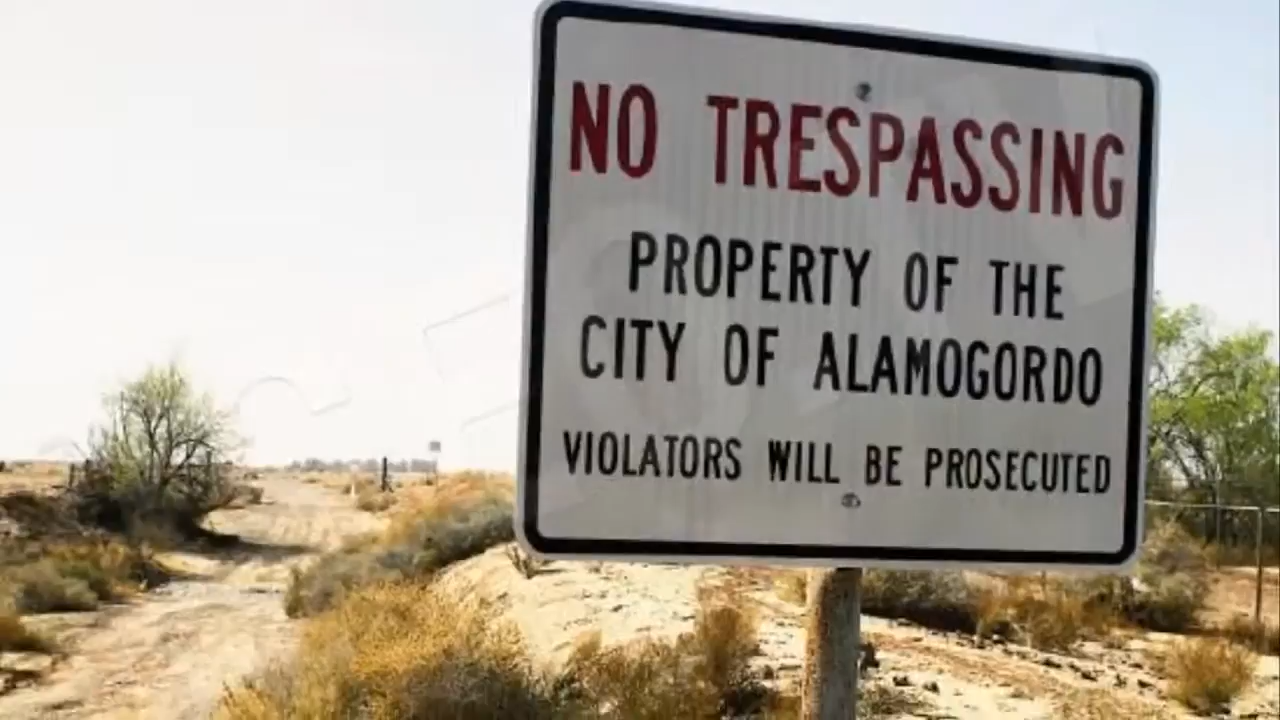 NO TRESPASSING
PROPERTY OF THE
CITY OF ALAMOGORDO
VIOLATORS WILL BE PROSECUTED